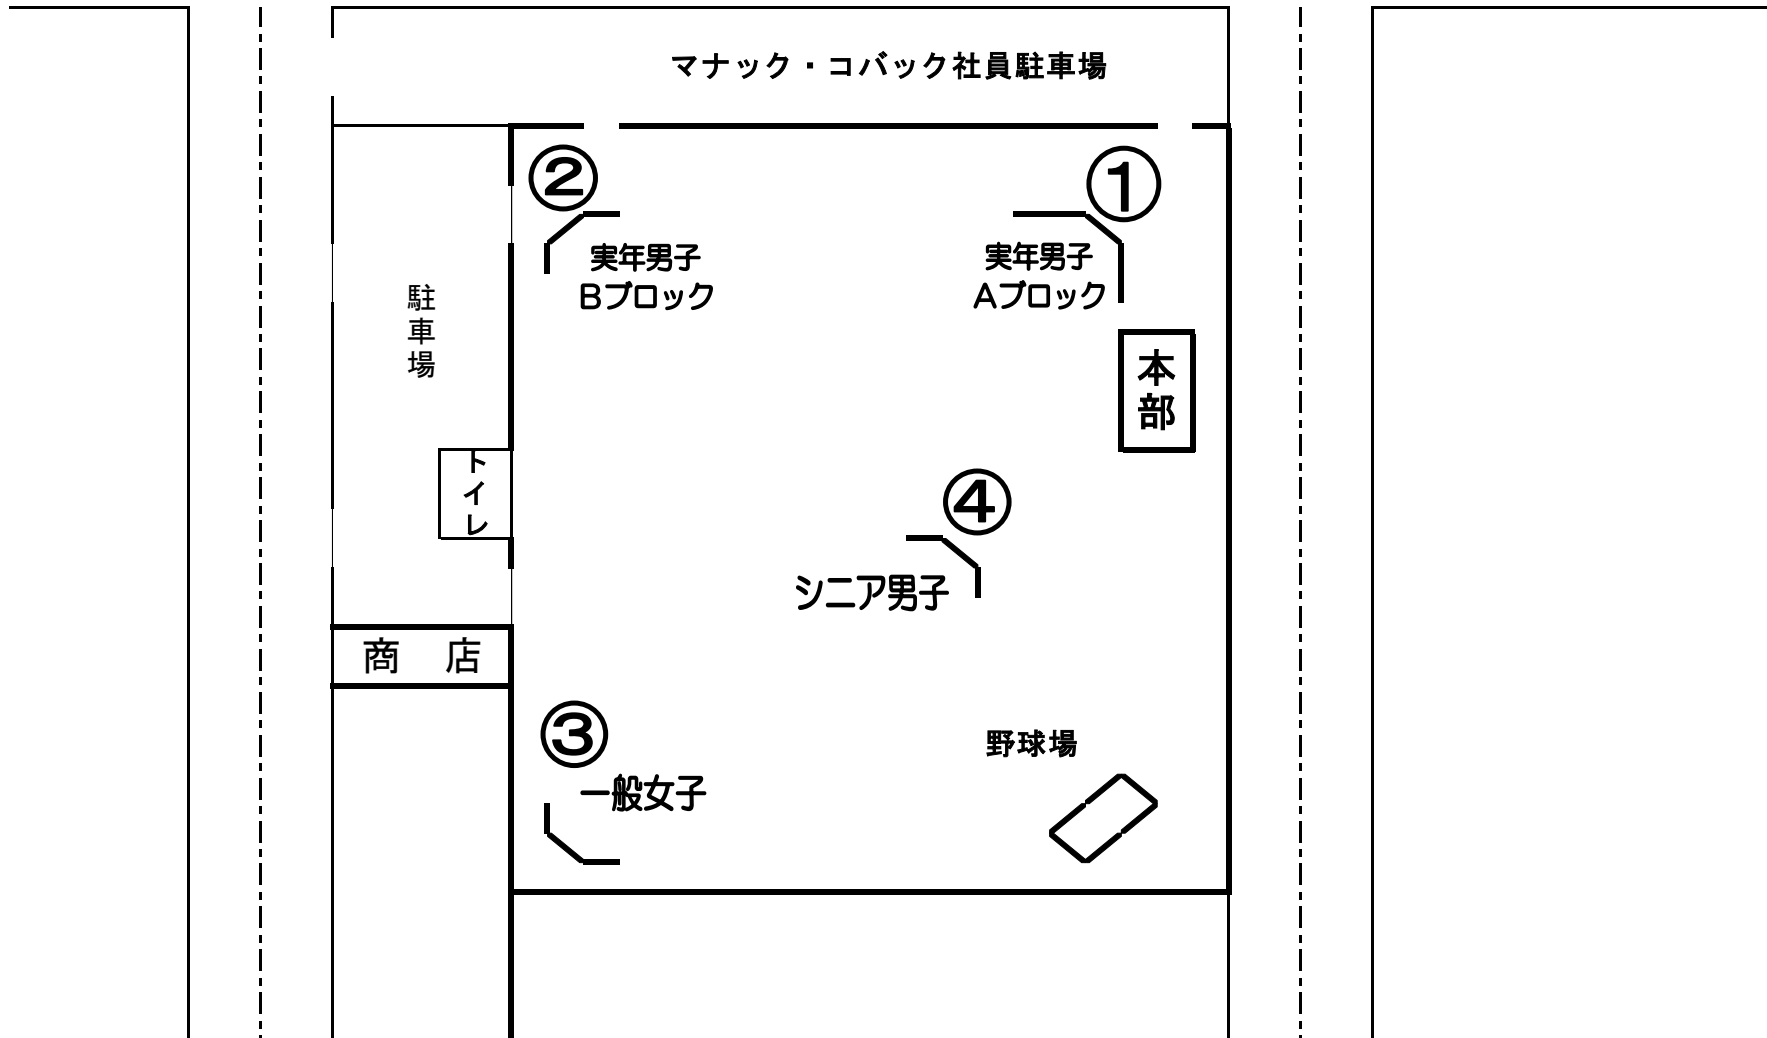 マナック・コバック社員駐車場
②
①
実年男子
Bブロック
実年男子
Aブロック
駐車場
本部
トイレ
④
シニア男子
商　店
③
一般女子
野球場